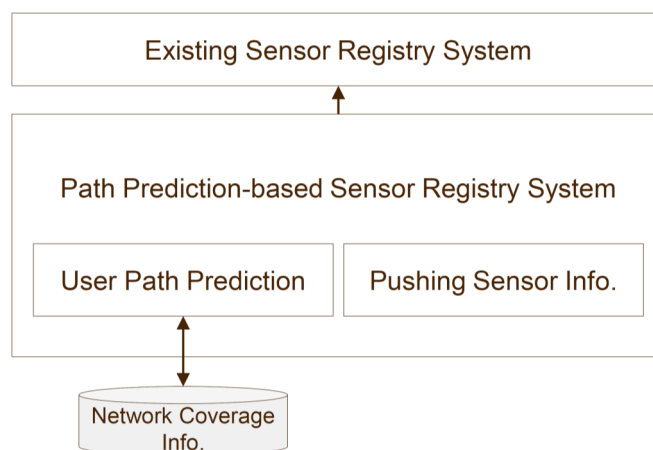 Existing Sensor Registry System
Path Prediction-based Sensor Registry System
User Path Prediction
Pushing Sensor Info.
Network Coverage
Info.